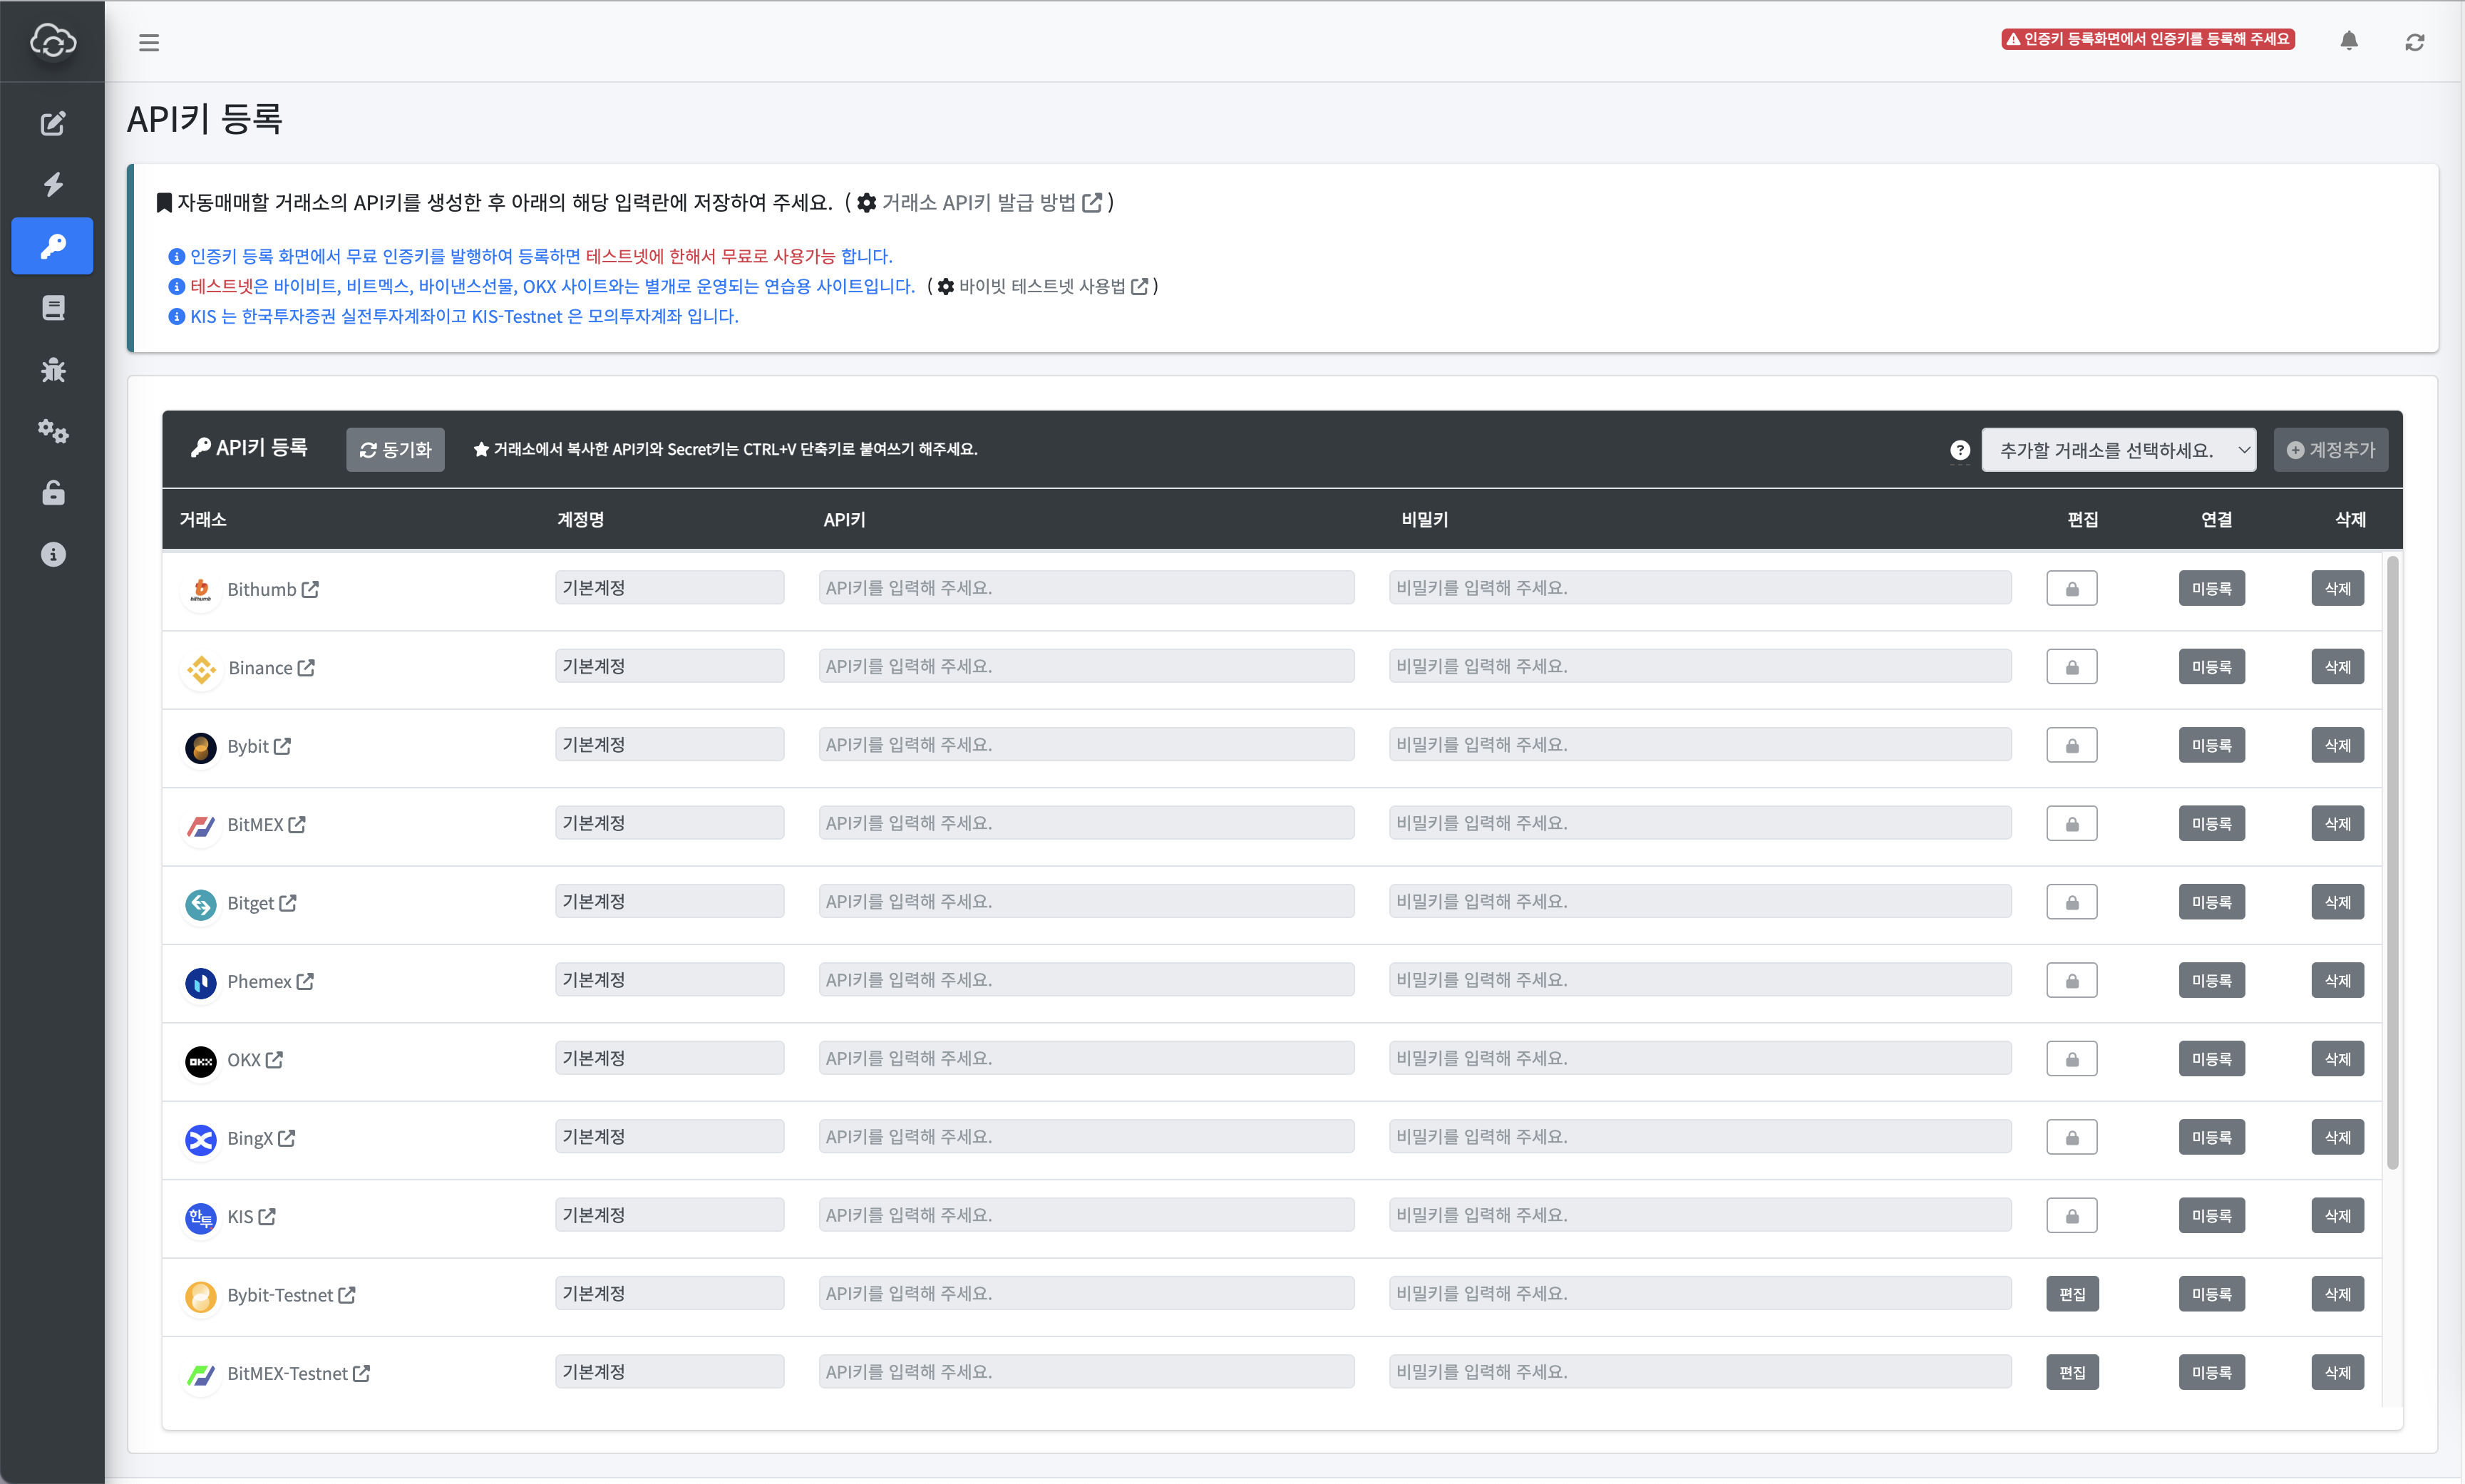 인증키 등록화면에서 인증키를 등록해 주세요
API키 등록
자동매매할 거래소의 API키를 생성한 후 아래의 해당 입력란에 저장하여 주세요. ( 거래소 API키 발급 방법 )
인증키 등록 화면에서 무료 인증키를 발행하여 등록하면 테스트넷에 한해서 무료로 사용가능 합니다.
테스트넷은 바이비트, 비트멕스, 바이낸스선물, OKX 사이트와는 별개로 운영되는 연습용 사이트입니다. ( 바이빗 테스트넷 사용법 )
KIS 는 한국투자증권 실전투자계좌이고 KIS-Testnet 은 모의투자계좌 입니다.
API키 등록 동기화 거래소에서 복사한 API키와 Secret키는 CTRL+V 단축키로 붙여쓰기 해주세요. ? 추가할 거래소를 선택하세요. 계정추가
거래소 계정명 API키 비밀키 편집 연결 삭제
bithumb Bithumb 기본계정 API키를 입력해 주세요. 비밀키를 입력해 주세요. 미등록 삭제
Binance 기본계정 API키를 입력해 주세요. 비밀키를 입력해 주세요. 미등록 삭제
Bybit 기본계정 API키를 입력해 주세요. 비밀키를 입력해 주세요. 미등록 삭제
BitMEX 기본계정 API키를 입력해 주세요. 비밀키를 입력해 주세요. 미등록 삭제
Bitget 기본계정 API키를 입력해 주세요. 비밀키를 입력해 주세요. 미등록 삭제
Phemex 기본계정 API키를 입력해 주세요. 비밀키를 입력해 주세요. 미등록 삭제
OKX OKX 기본계정 API키를 입력해 주세요. 비밀키를 입력해 주세요. 미등록 삭제
BingX 기본계정 API키를 입력해 주세요. 비밀키를 입력해 주세요. 미등록 삭제
한투 KIS 기본계정 API키를 입력해 주세요. 비밀키를 입력해 주세요. 미등록 삭제
Bybit-Testnet 기본계정 API키를 입력해 주세요. 비밀키를 입력해 주세요. 편집 미등록 삭제
BitMEX-Testnet 기본계정 API키를 입력해 주세요. 비밀키를 입력해 주세요. 편집 미등록 삭제